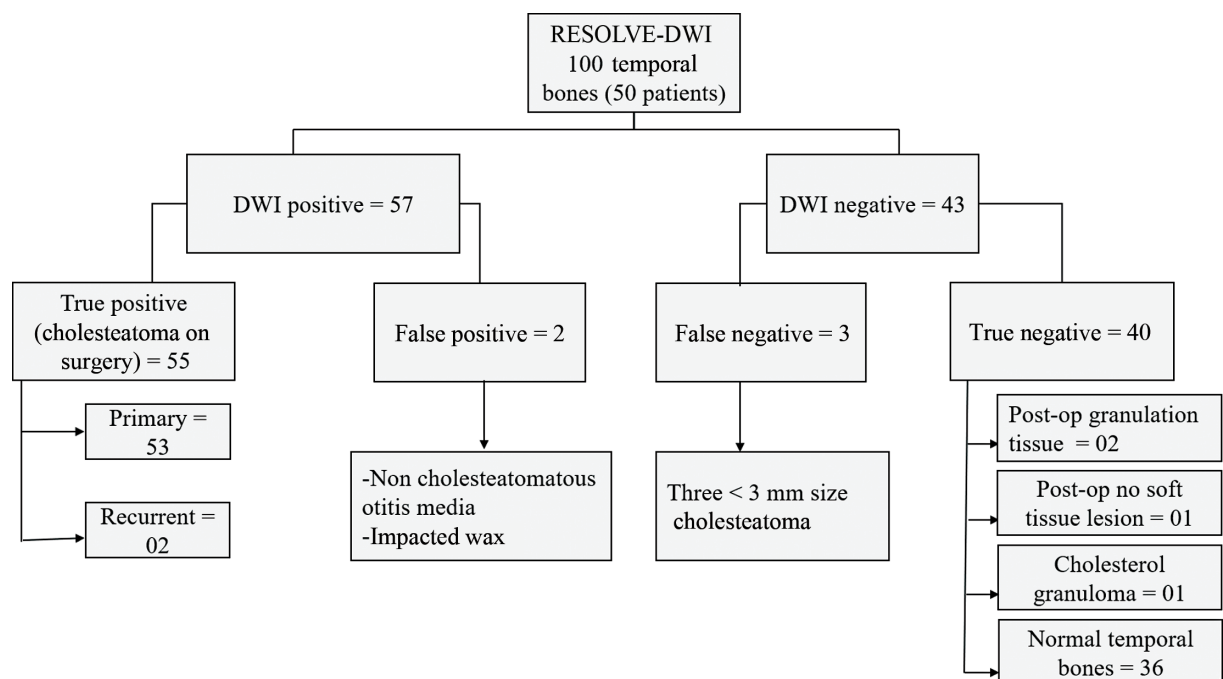 RESOLVE-DWI
100 temporal
bones (50 patients)
DWI positive = 57
DWI negative = 43
True positive
(cholesteatoma on
surgery) = 55
False positive = 2
False negative = 3
True negative = 40
Primary =
53
Recurrent =
02
-Non cholesteatomatous
otitis media
-Impacted wax
Three < 3 mm size
cholesteatoma
Post-op granulation
tissue = 02
Post-op no soft
tissue lesion = 01
Cholesterol
granuloma = 01
Normal temporal
bones = 36